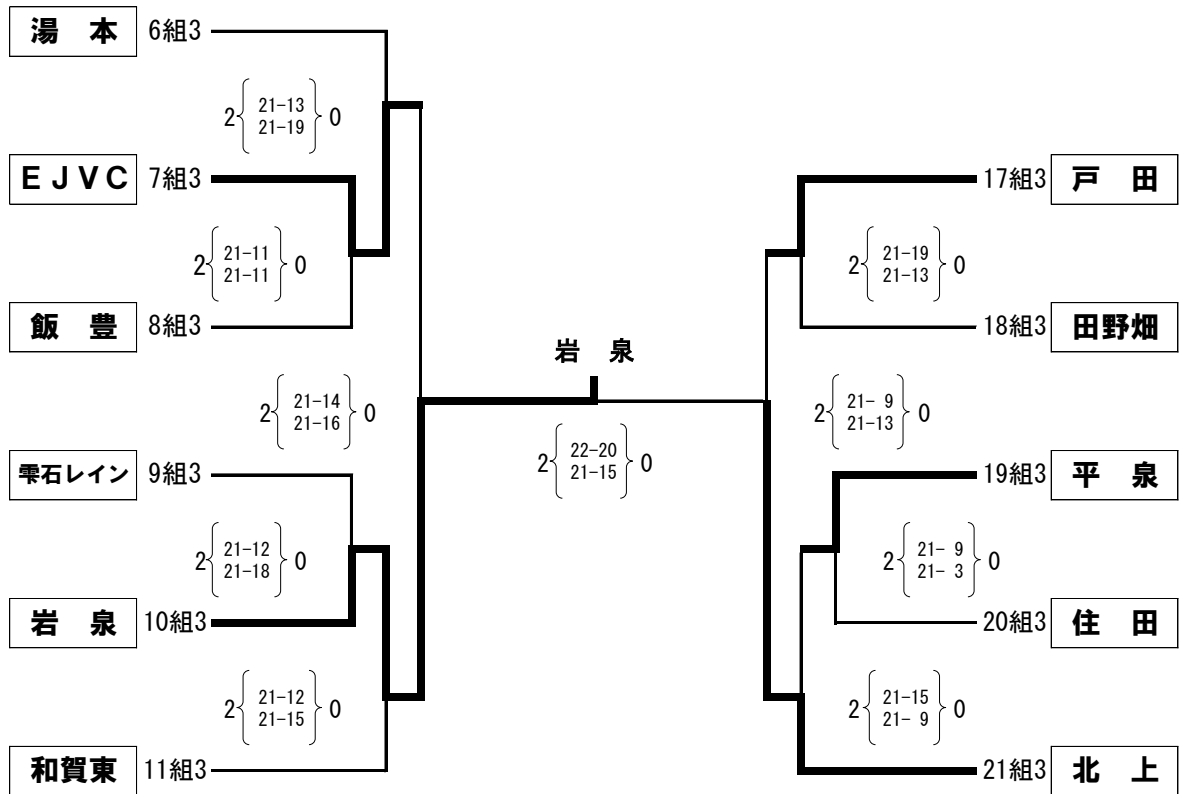 湯　本 6組3
2 21-13 0
21-19
ＥＪＶＣ 7組3
2 21-11 0
21-11
飯　豊 8組3
2 21-14 0
21-16
雫石レイン 9組3
2 21-12 0
21-18
岩　泉 10組3
2 21-12 0
21-15
和賀東 11組3
岩　泉
2 22-20 0
21-15
17組3 戸　田
2 21-19 0
21-13
18組3 田野畑
2 21- 9 0
21-13
19組3 平　泉
2 21- 9 0
21- 3
20組3 住　田
2 21-15 0
21- 9
21組3 北　上